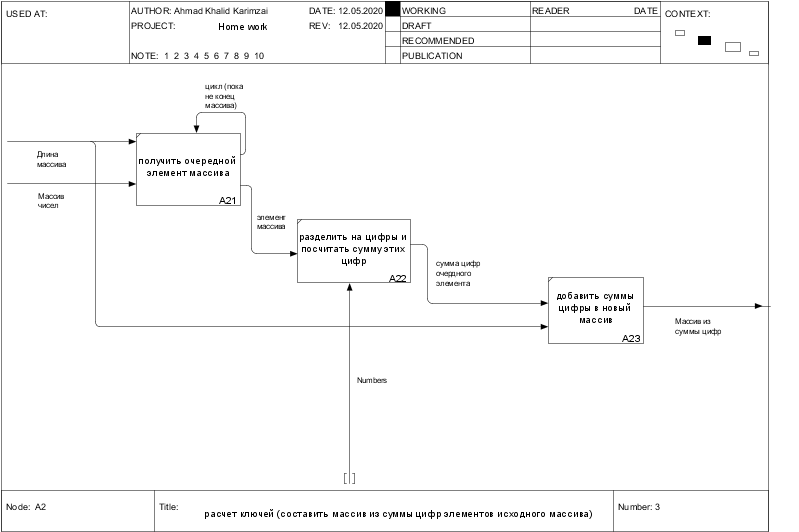 USED AT:
AUTHOR: Ahmad Khalid Karimzai
DATE: 12.05.2020
PROJECT: Home work
REV: 12.05.2020
NOTE: 1 2 3 4 5 6 7 8 9 10
WORKING
DRAFT
RECOMMENDED
PUBLICATION
READER
DATE
CONTEXT:
цикл (пока
не конец
массива)
Длина
массива
Массив
чисел
получить очередной
элемент массива
A21
элемент
массива
разделить на цифры и
посчитать сумму этих
цифр
A22
сумма цифр
очердного
элемента
добавить суммы
цифры в новый
массив
A23
Массив из
суммы цифр
Numbers
Node: A2
Title:
расчет ключей (составить массив из суммы цифр элементов исходного массива)
Number: 3